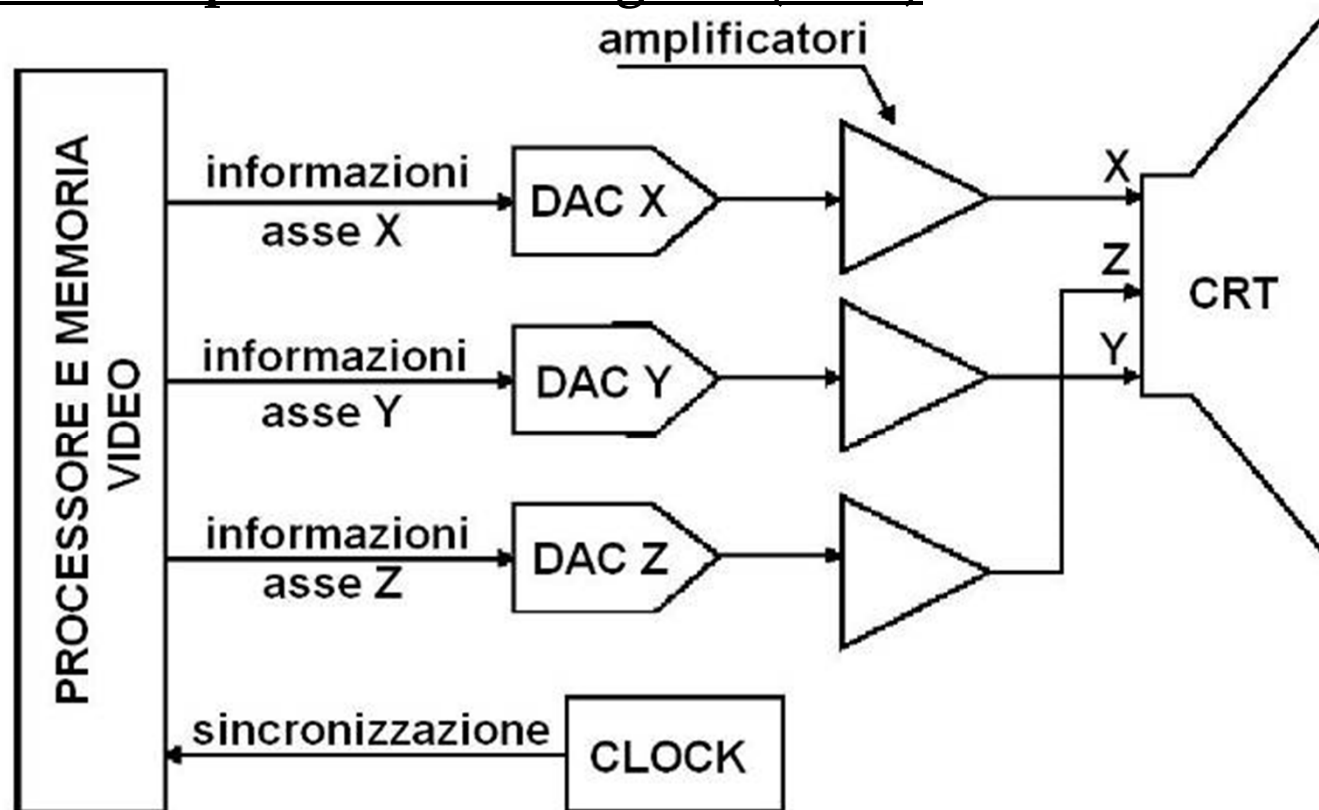 amplificatori
PROCESSORE E MEMORIA
VIDEO
informazioni
asse X
DAC X
X
Z
CRT
informazioni
asse Y
DAC Y
Y
informazioni
asse Z
DAC Z
sincronizzazione
CLOCK